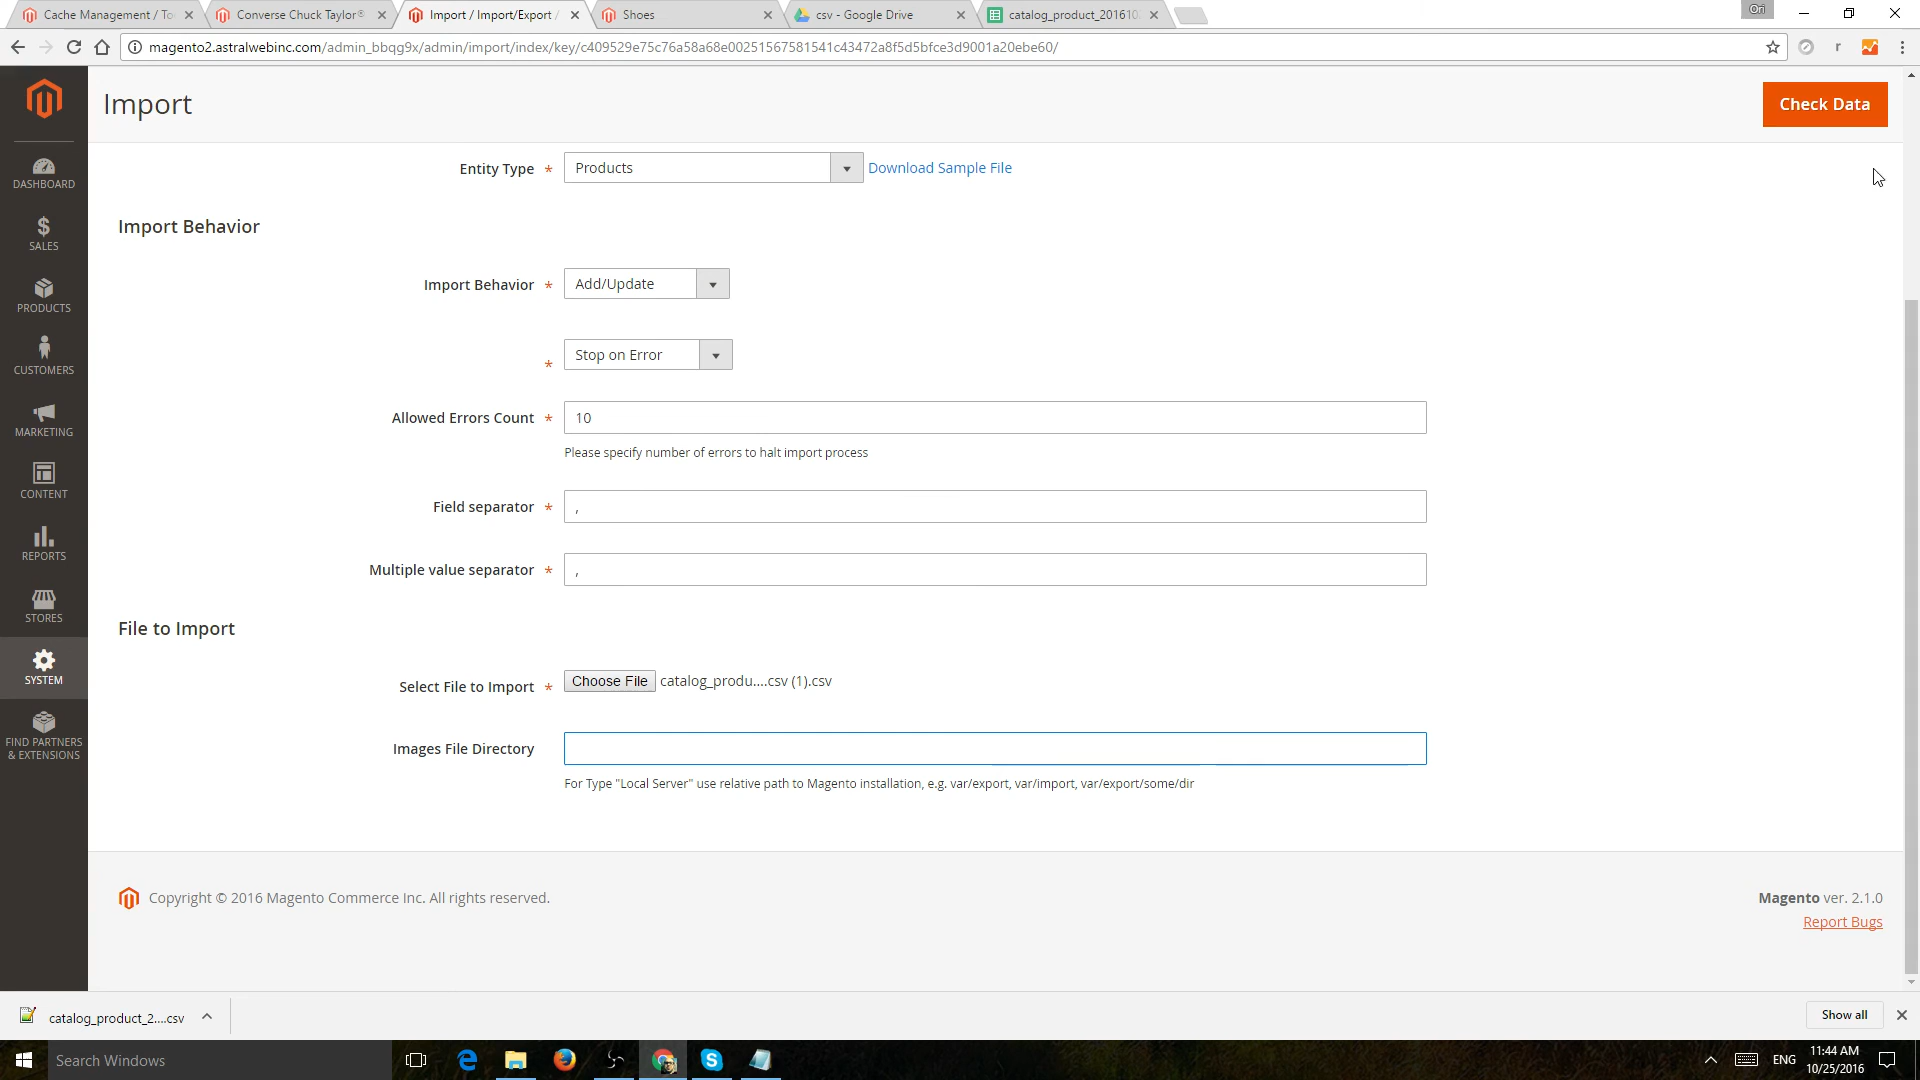 Cache Management / To
Converse Chuck Taylor®
Import / Import/Export /
Shoes
csv - Google Drive
catalog_product_201610
Ori
magento2.astralwebinc.com/admin_bbqg9x/admin/import/index/key/c409529e75c76a58a68e00251567581541c43472a8f5d5bfce3d9001a20ebe60/
r
Import
Check Data
DASHBOARD
SALES
PRODUCTS
CUSTOMERS
MARKETING
CONTENT
REPORTS
STORES
SYSTEM
FIND PARTNERS
& EXTENSIONS
Entity Type *
Products
Download Sample File
Import Behavior
Import Behavior *
Add/Update
*
Stop on Error
Allowed Errors Count *
10
Please specify number of errors to halt import process
Field separator *
,
Multiple value separator *
,
File to Import
Select File to Import *
Choose File catalog_produ....csv (1).csv
Images File Directory
For Type "Local Server" use relative path to Magento installation, e.g. var/export, var/import, var/export/some/dir
Copyright © 2016 Magento Commerce Inc. All rights reserved.
Magento ver. 2.1.0
Report Bugs
catalog_product_2....csv
Show all
Search Windows
ENG
11:44 AM
10/25/2016